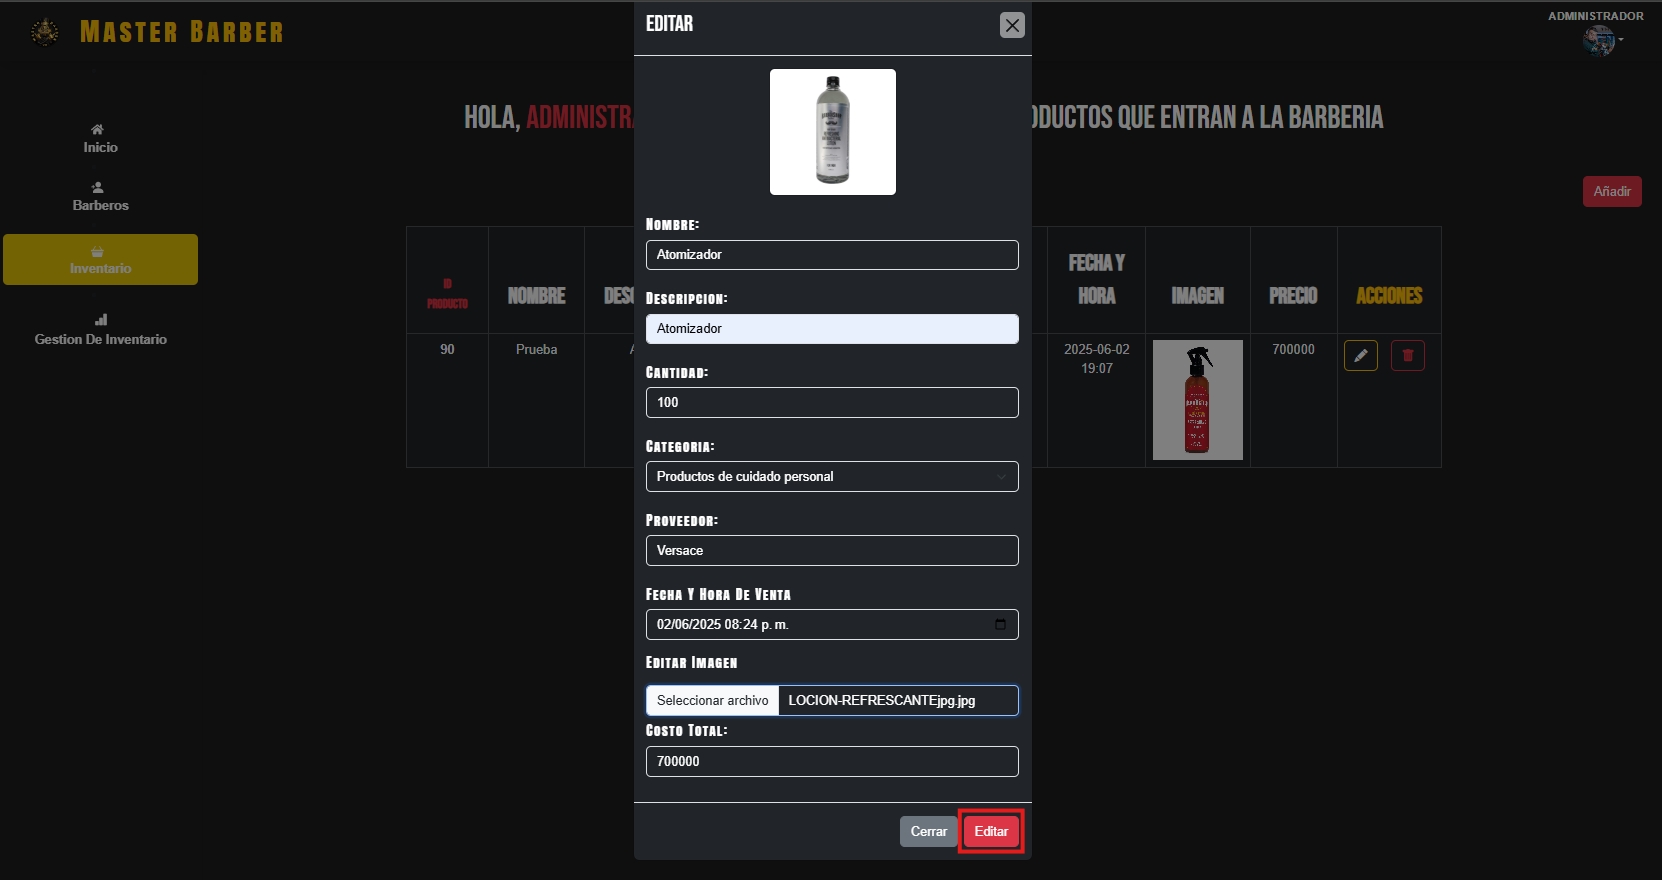 MASTER BARBER
ADMINISTRADOR
Inicio
Barberos
Inventario
Gestion De Inventario
HOLA, ADMINISTRA
ODUCTOS QUE ENTRAN A LA BARBERIA
Añadir
ID
PRODUCTO
NOMBRE
DESC
FECHA Y
HORA
IMAGEN
PRECIO
ACCIONES
90
Prueba
A
2025-06-02
19:07
700000
EDITAR
NOMBRE:
Atomizador
DESCRIPCION:
Atomizador
CANTIDAD:
100
CATEGORIA:
Productos de cuidado personal
PROVEEDOR:
Versace
FECHA Y HORA DE VENTA
02/06/2025 08:24 p. m.
EDITAR IMAGEN
Seleccionar archivo
LOCION-REFRESCANTEjpg.jpg
COSTO TOTAL:
700000
Cerrar
Editar